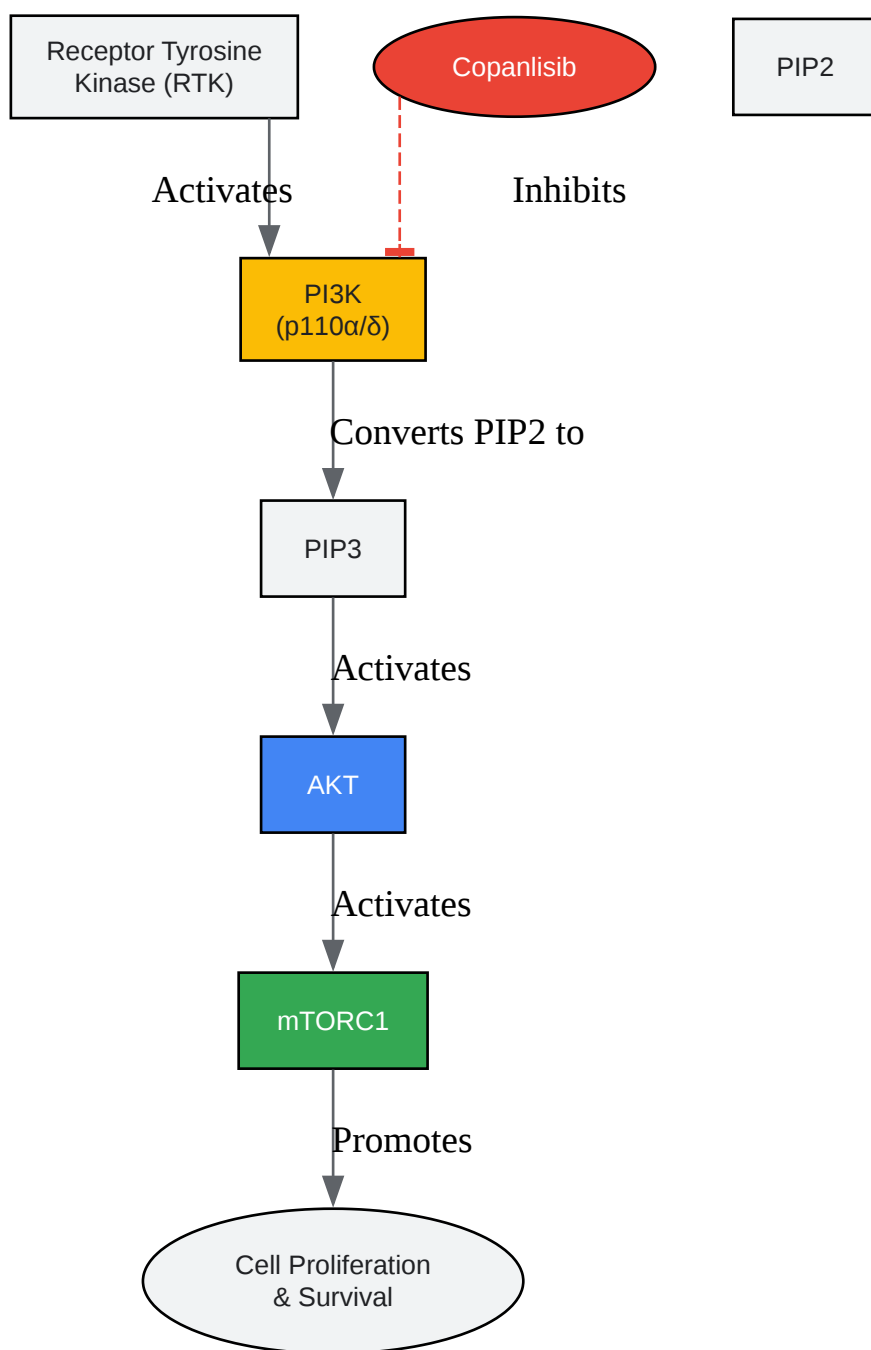 Receptor Tyrosine
Kinase (RTK)
Copanlisib
PIP2
Activates
Inhibits
PI3K
(p110α/δ)
Converts PIP2 to
PIP3
Activates
AKT
Activates
mTORC1
Promotes
Cell Proliferation
& Survival